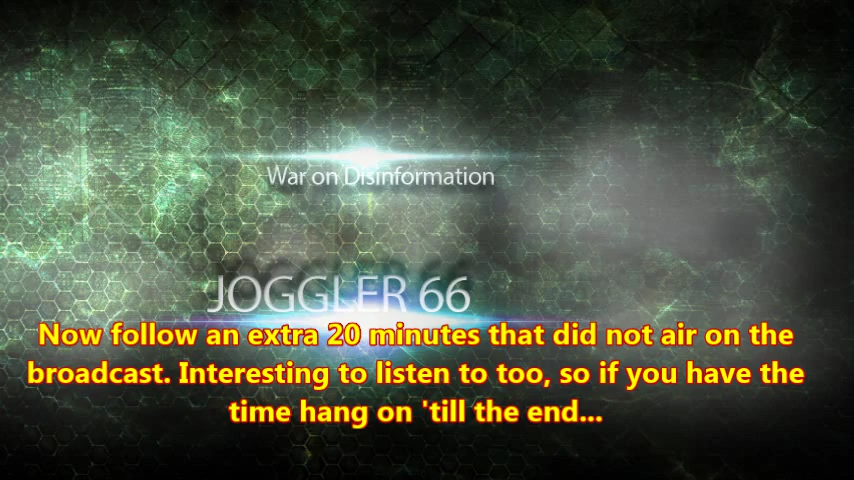 War on Disinformation
JOGGLER 66
Now follow an extra 20 minutes that did not air on the
broadcast. Interesting to listen to too, so if you have the
time hang on 'till the end...